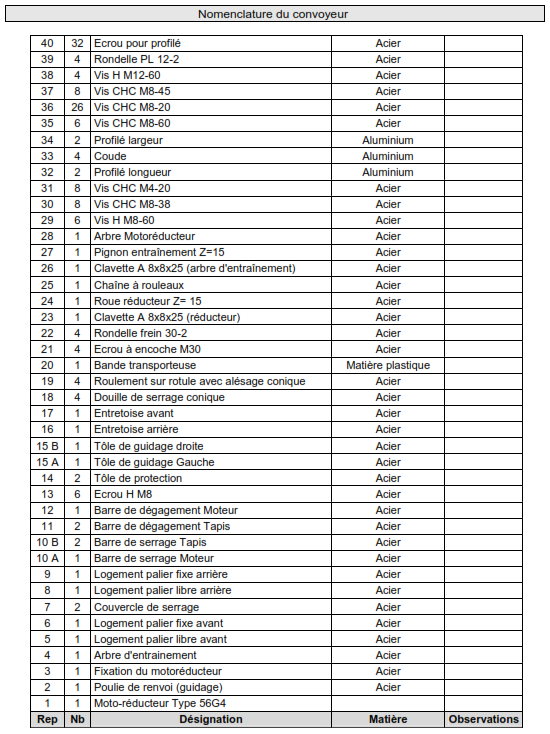 Nomenclature du convoyeur
40 32 Ecrou pour profilé Acier
39 4 Rondelle PL 12-2 Acier
38 4 Vis H M12-60 Acier
37 8 Vis CHC M8-45 Acier
36 26 Vis CHC M8-20 Acier
35 6 Vis CHC M8-60 Acier
34 2 Profilé largeur Aluminium
33 4 Coude Aluminium
32 2 Profilé longueur Aluminium
31 8 Vis CHC M4-20 Acier
30 8 Vis CHC M8-38 Acier
29 6 Vis H M8-60 Acier
28 1 Arbre Motoréducteur Acier
27 1 Pignon entraînement Z=15 Acier
26 1 Clavette A 8x8x25 (arbre d'entraînement) Acier
25 1 Chaîne à rouleaux Acier
24 1 Roue réducteur Z= 15 Acier
23 1 Clavette A 8x8x25 (réducteur) Acier
22 4 Rondelle frein 30-2 Acier
21 4 Ecrou à encoche M30 Acier
20 1 Bande transporteuse Matière plastique
19 4 Roulement sur rotule avec alésage conique Acier
18 4 Douille de serrage conique Acier
17 1 Entretoise avant Acier
16 1 Entretoise arrière Acier
15 B 1 Tôle de guidage droite Acier
15 A 1 Tôle de guidage Gauche Acier
14 2 Tôle de protection Acier
13 6 Ecrou H M8 Acier
12 1 Barre de dégagement Moteur Acier
11 2 Barre de dégagement Tapis Acier
10 B 2 Barre de serrage Tapis Acier
10 A 1 Barre de serrage Moteur Acier
9 1 Logement palier fixe arrière Acier
8 1 Logement palier libre arrière Acier
7 2 Couvercle de serrage Acier
6 1 Logement palier fixe avant Acier
5 1 Logement palier libre avant Acier
4 1 Arbre d'entrainement Acier
3 1 Fixation du motoréducteur Acier
2 1 Poulie de renvoi (guidage) Acier
1 1 Moto-réducteur Type 56G4
Rep Nb Désignation Matière Observations